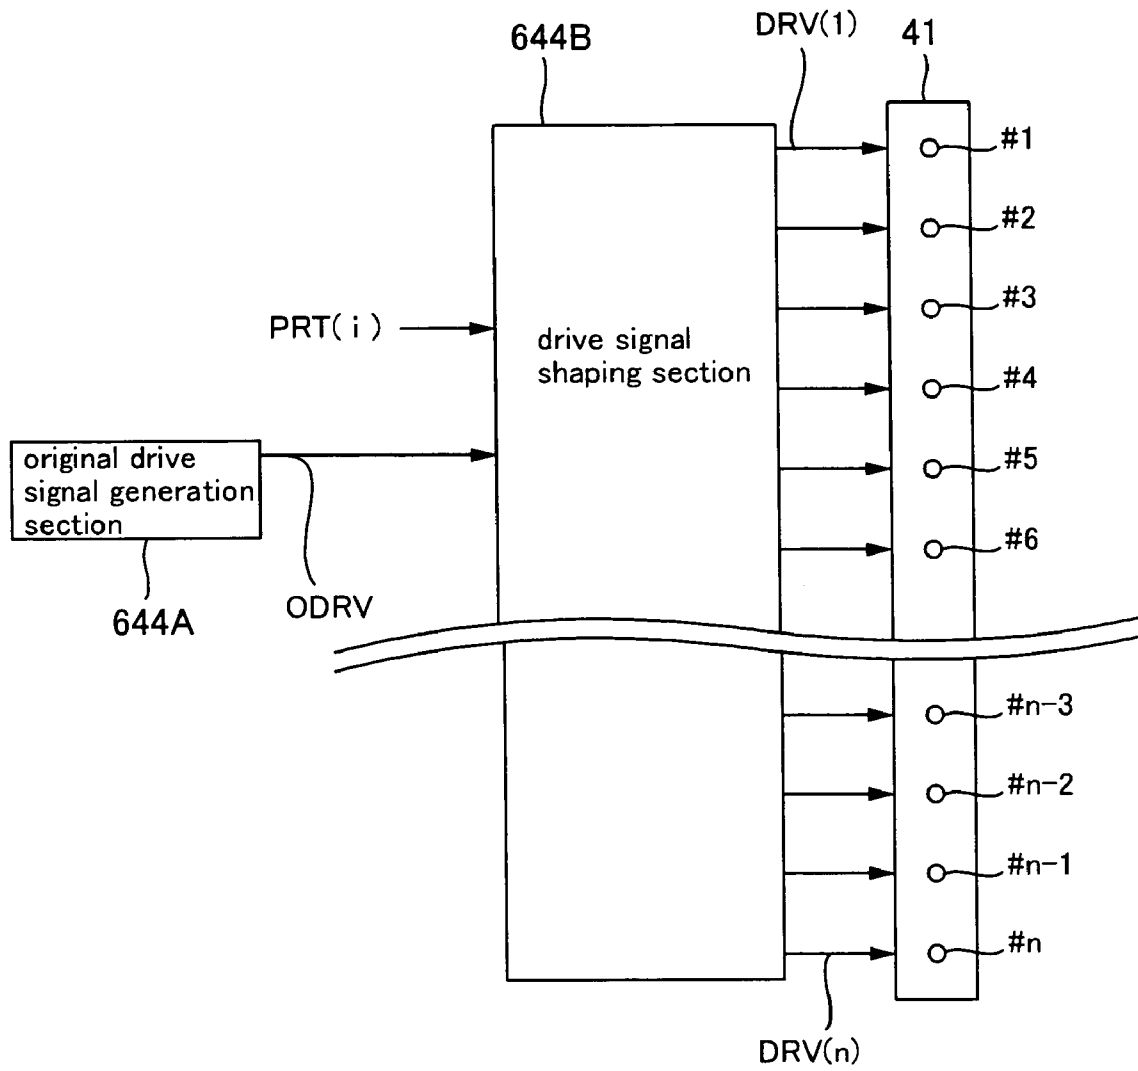 644B
DRV(1)
41
#1
#2
#3
PRT(i)
drive signal
shaping section
#4
original drive
signal generation
section
#5
#6
ODRV
644A
#n-3
#n-2
#n-1
#n
DRV(n)